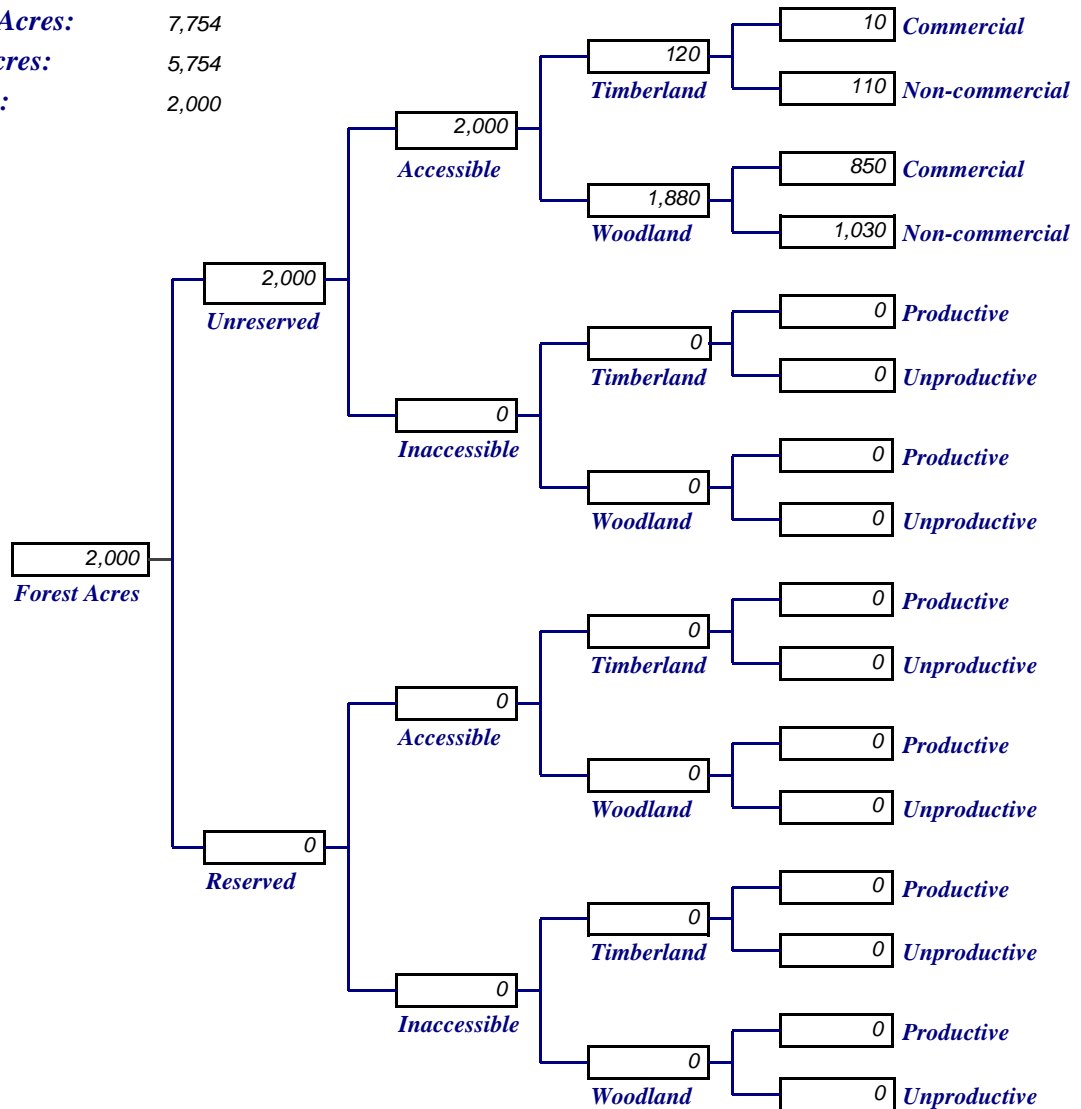 Acres: 7,754
cres: 5,754
: 2,000
10 Commercial
120
Timberland
110 Non-commercial
2,000
Accessible
850 Commercial
1,880
Woodland
1,030 Non-commercial
2,000
Unreserved
0 Productive
0
Timberland
0 Unproductive
0
Inaccessible
0 Productive
0
Woodland
0 Unproductive
2,000
Forest Acres
0 Productive
0
Timberland
0 Unproductive
0
Accessible
0 Productive
0
Woodland
0 Unproductive
0
Reserved
0 Productive
0
Timberland
0 Unproductive
0
Inaccessible
0 Productive
0
Woodland
0 Unproductive